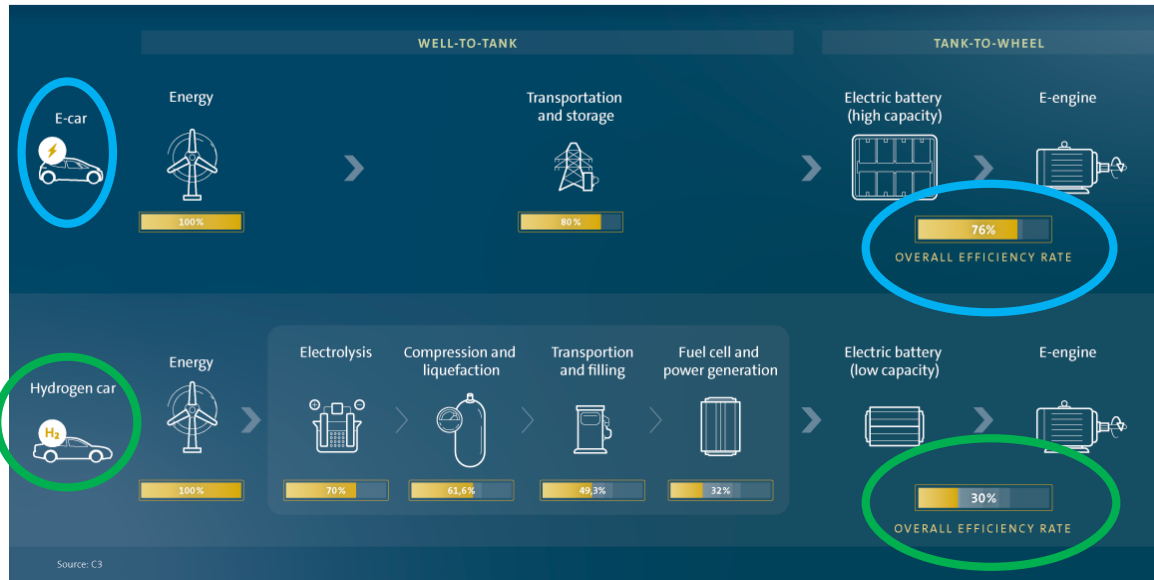 WELL-TO-TANK
TANK-TO-WHEEL
E-car
Energy
Transportation
and storage
Electric battery
(high capacity)
E-engine
100%
80%
76%
OVERALL EFFICIENCY RATE
Hydrogen car
H₂
Energy
Electrolysis
Compression and
liquefaction
Transportion
and filling
Fuel cell and
power generation
Electric battery
(low capacity)
E-engine
100%
70%
61,6%
49,3%
32%
30%
OVERALL EFFICIENCY RATE
Source: C3